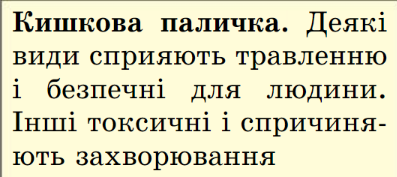 Кишкова паличка. Деякі
види сприяють травленню
і безпечні для людини.
Інші токсичні і спричиня-
ють захворювання